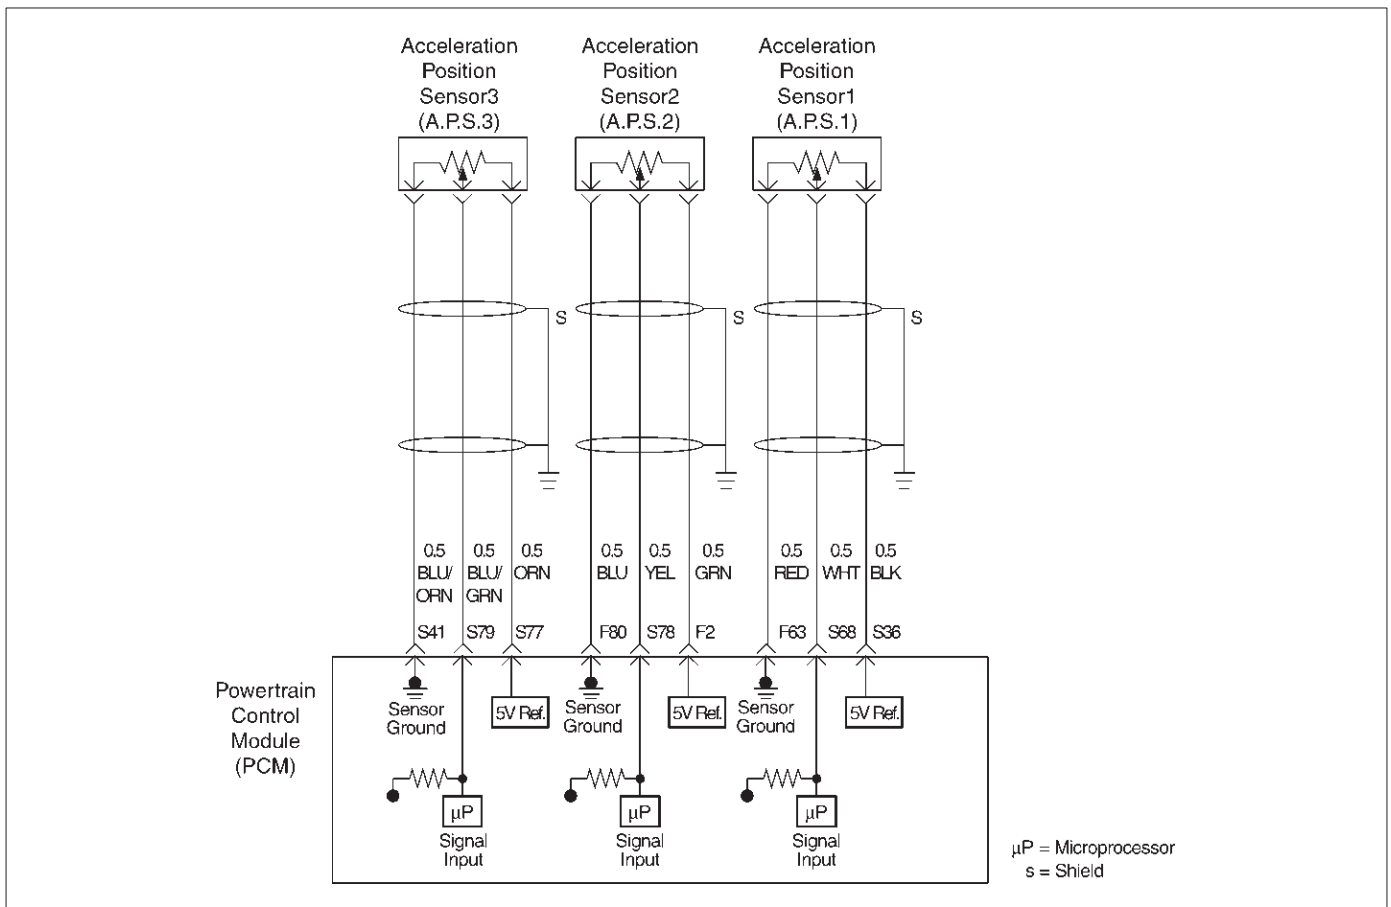 Acceleration
Position
Sensor3
(A.P.S.3)
Acceleration
Position
Sensor2
(A.P.S.2)
Acceleration
Position
Sensor1
(A.P.S.1)
S
S
S
0.5
BLU/
ORN
0.5
BLU/
GRN
0.5
ORN
0.5
BLU
0.5
YEL
0.5
GRN
0.5
RED
0.5
WHT
0.5
BLK
S41
S79
S77
F80
S78
F2
F63
S68
S36
Powertrain
Control
Module
(PCM)
Sensor
Ground
5V Ref.
Sensor
Ground
5V Ref.
Sensor
Ground
5V Ref.
µP
Signal
Input
µP
Signal
Input
µP
Signal
Input
µP = Microprocessor
s = Shield